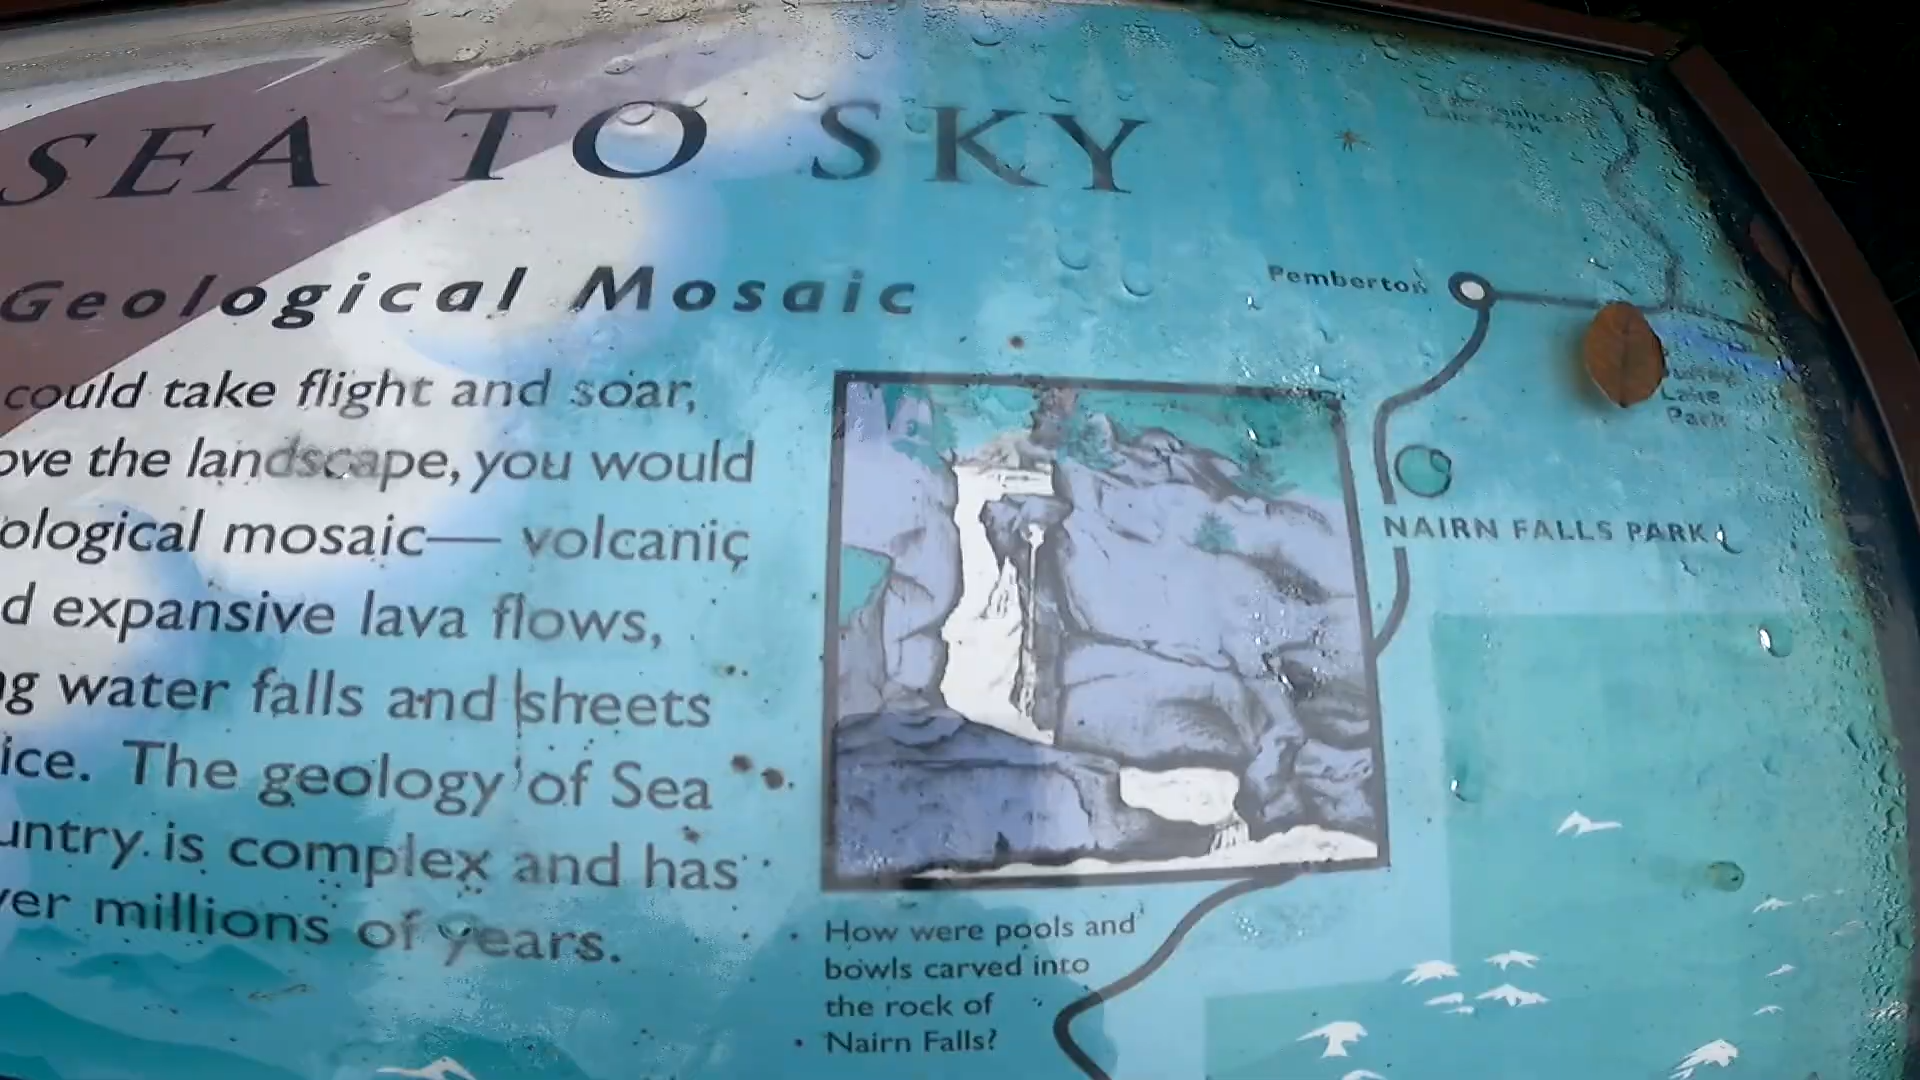 SEA TO SKY
Geological Mosaic
could take flight and soar,
ove the landscape, you would
ological mosaic— volcanic
d expansive lava flows,
g water falls and sheets
ice. The geology of Sea
untry is complex and has
ver millions of years.
Pemberton
Lake
Park
NAIRN FALLS PARK
How were pools and
bowls carved into
the rock of
Nairn Falls?